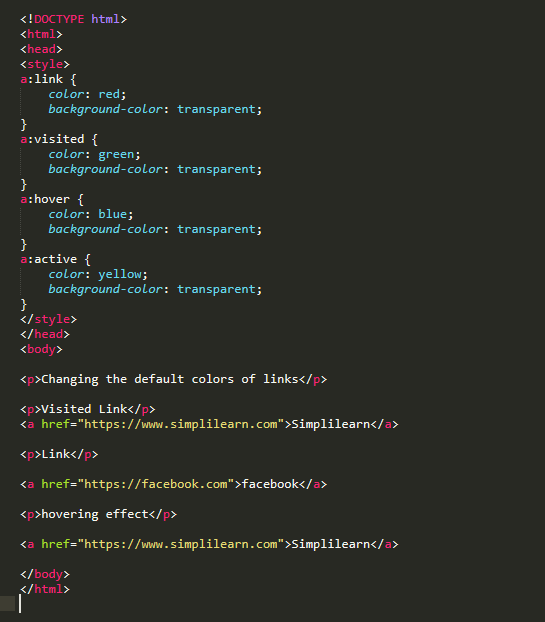 <!DOCTYPE html>
<html>
<head>
<style>
a:link {
    color: red;
    background-color: transparent;
}
a:visited {
    color: green;
    background-color: transparent;
}
a:hover {
    color: blue;
    background-color: transparent;
}
a:active {
    color: yellow;
    background-color: transparent;
}
</style>
</head>
<body>
<p>Changing the default colors of links</p>
<p>Visited Link</p>
<a href="https://www.simplilearn.com">Simplilearn</a>
<p>Link</p>
<a href="https://facebook.com">facebook</a>
<p>hovering effect</p>
<a href="https://www.simplilearn.com">Simplilearn</a>
</body>
</html>